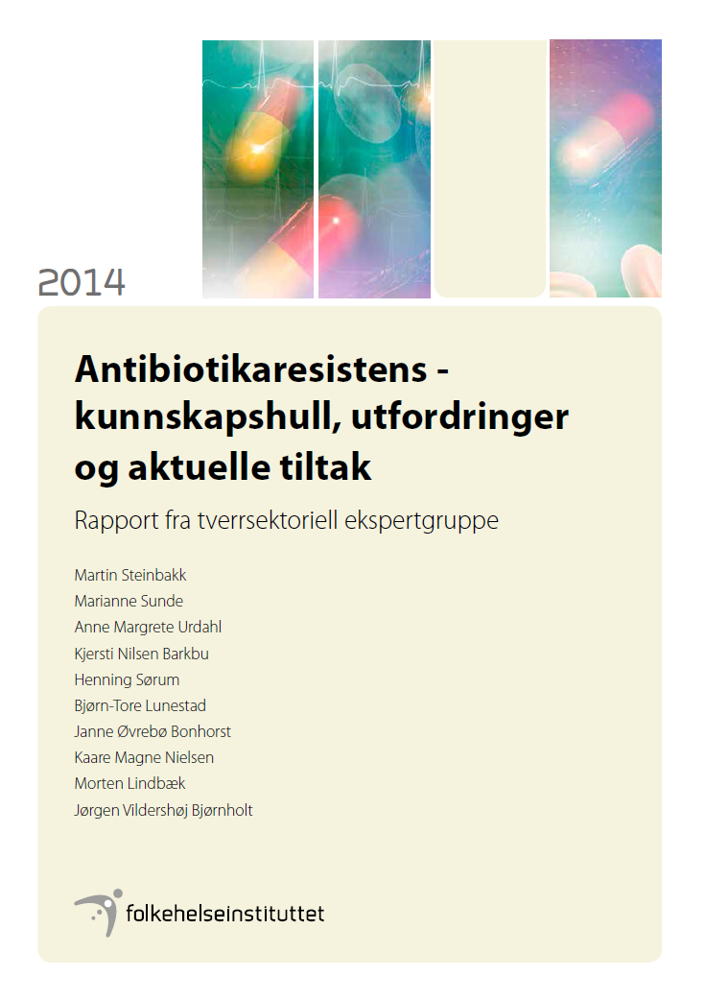 2014
Antibiotikaresistens -
kunnskapshull, utfordringer
og aktuelle tiltak
Rapport fra tverrsektoriell ekspertgruppe
Martin Steinbakk
Marianne Sunde
Anne Margrete Urdahl
Kjersti Nilsen Barkbu
Henning Sørum
Bjørn-Tore Lunestad
Janne Øvrebø Bonhorst
Kaare Magne Nielsen
Morten Lindbæk
Jørgen Vildershøj Bjørnholt
folkehelseinstituttet